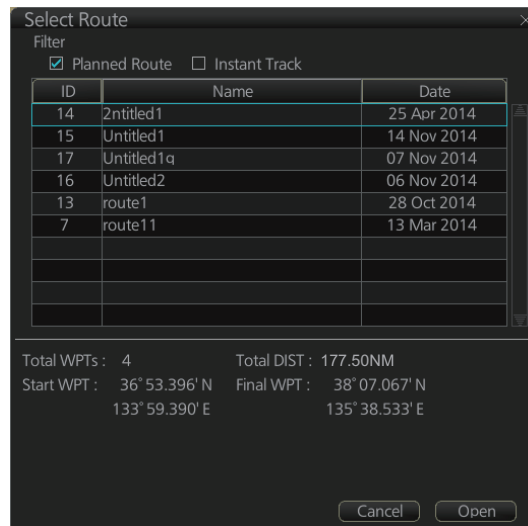 Select Route
Filter
Planned Route Instant Track
ID Name Date
14 2ntitled1 25 Apr 2014
15 Untitled1 14 Nov 2014
17 Untitled1q 07 Nov 2014
16 Untitled2 06 Nov 2014
13 route1 28 Oct 2014
7 route11 13 Mar 2014
Total WPTs : 4 Total DIST : 177.50NM
Start WPT : 36° 53.396' N Final WPT : 38° 07.067' N
133° 59.390' E 135° 38.533' E
Cancel Open